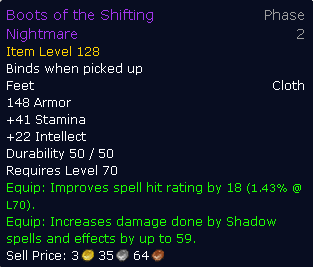 Boots of the Shifting Phase
Nightmare 2
Item Level 128
Binds when picked up
Feet Cloth
148 Armor
+41 Stamina
+22 Intellect
Durability 50 / 50
Requires Level 70
Equip: Improves spell hit rating by 18 (1.43% @
L70).
Equip: Increases damage done by Shadow
spells and effects by up to 59.
Sell Price: 3 35 64